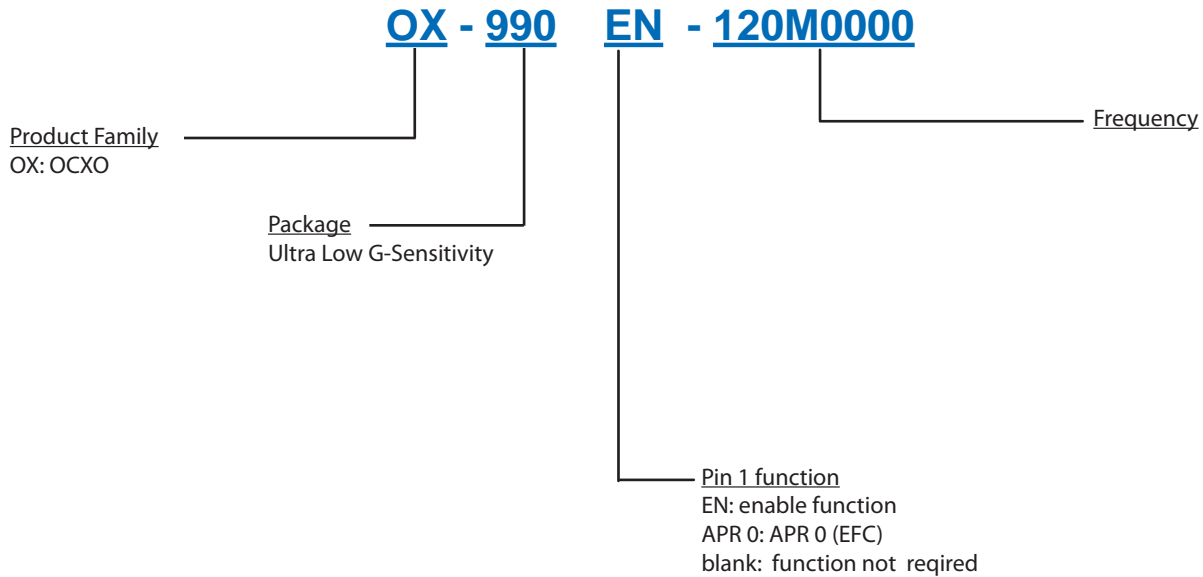 OX - 990 EN - 120M0000
Product Family
OX: OCXO
Frequency
Package
Ultra Low G-Sensitivity
Pin 1 function
EN: enable function
APR 0: APR 0 (EFC)
blank: function not reqired